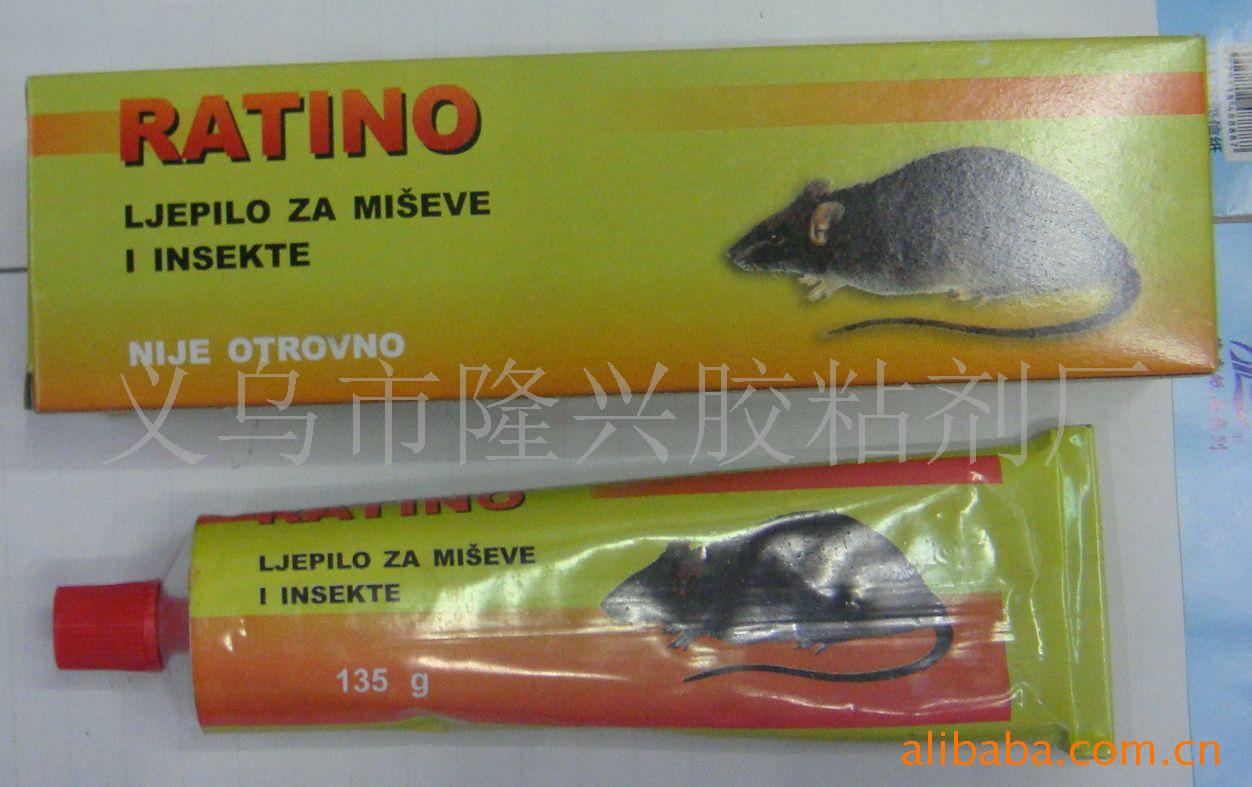 RATINO
LJEPILO ZA MIŠEVE
I INSEKTE
NIJE OTROVNO
义乌市隆兴胶粘剂厂
RATINO
LJEPILO ZA MIŠEVE
I INSEKTE
135 g
alibaba.com.cn